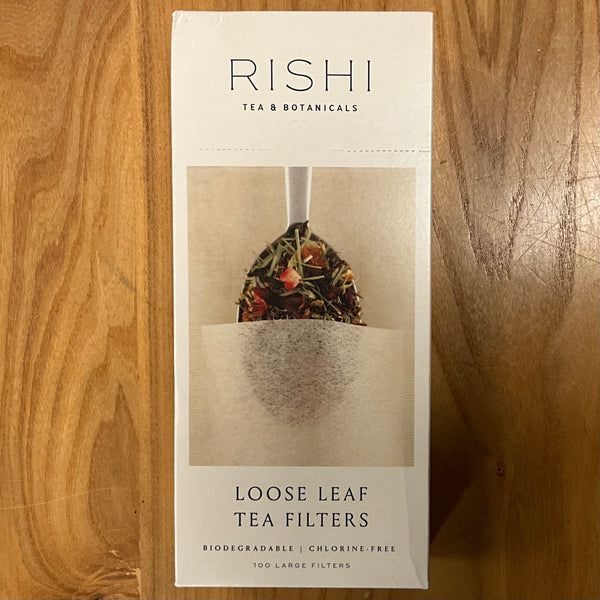 RISHI
TEA & BOTANICALS
LOOSE LEAF
TEA FILTERS
BIODEGRADABLE | CHLORINE-FREE
100 LARGE FILTERS